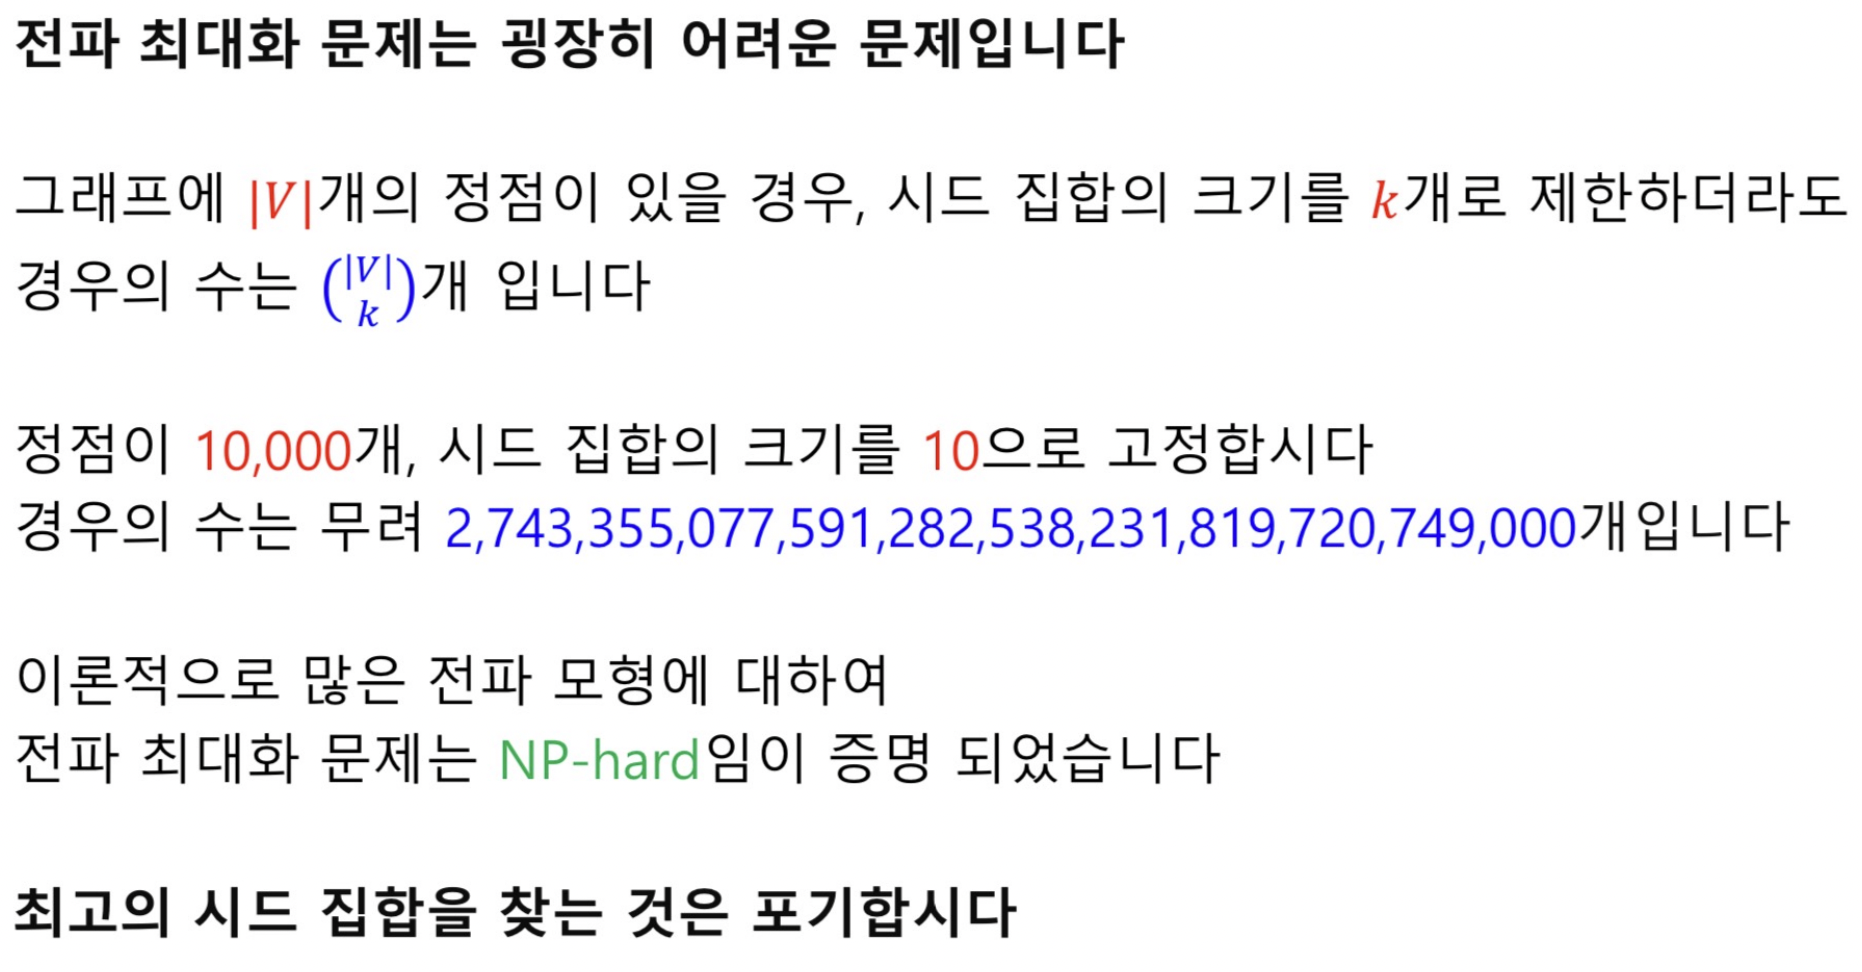 전파 최대화 문제는 굉장히 어려운 문제입니다
그래프에 |V|개의 정점이 있을 경우, 시드 집합의 크기를 k개로 제한하더라도
경우의 수는 (|V| k)개 입니다
정점이 10,000개, 시드 집합의 크기를 10으로 고정합시다
경우의 수는 무려 2,743,355,077,591,282,538,231,819,720,749,000개입니다
이론적으로 많은 전파 모형에 대하여
전파 최대화 문제는 NP-hard임이 증명 되었습니다
최고의 시드 집합을 찾는 것은 포기합시다